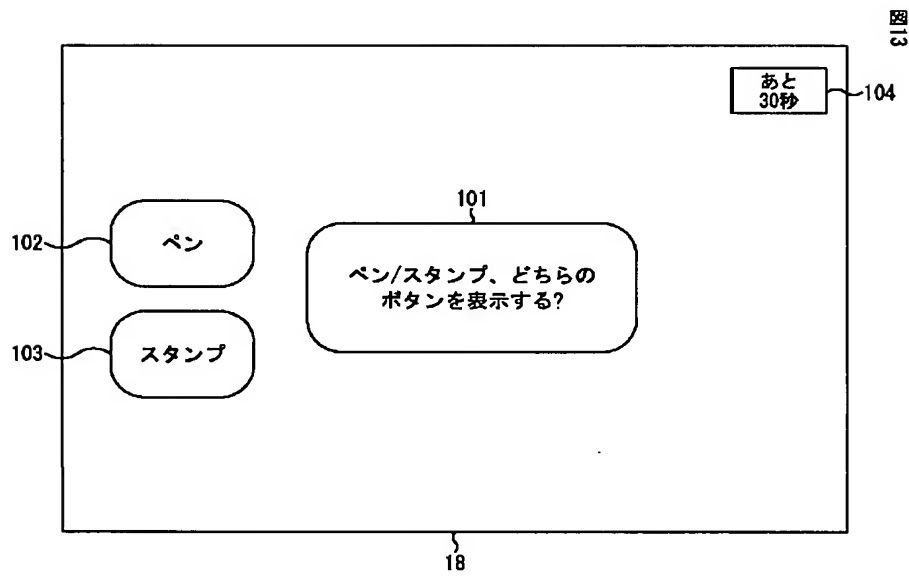 図13
あと
30秒
104
101
102
ペン
ペン/スタンプ、どちらの
ボタンを表示する?
103
スタンプ
18